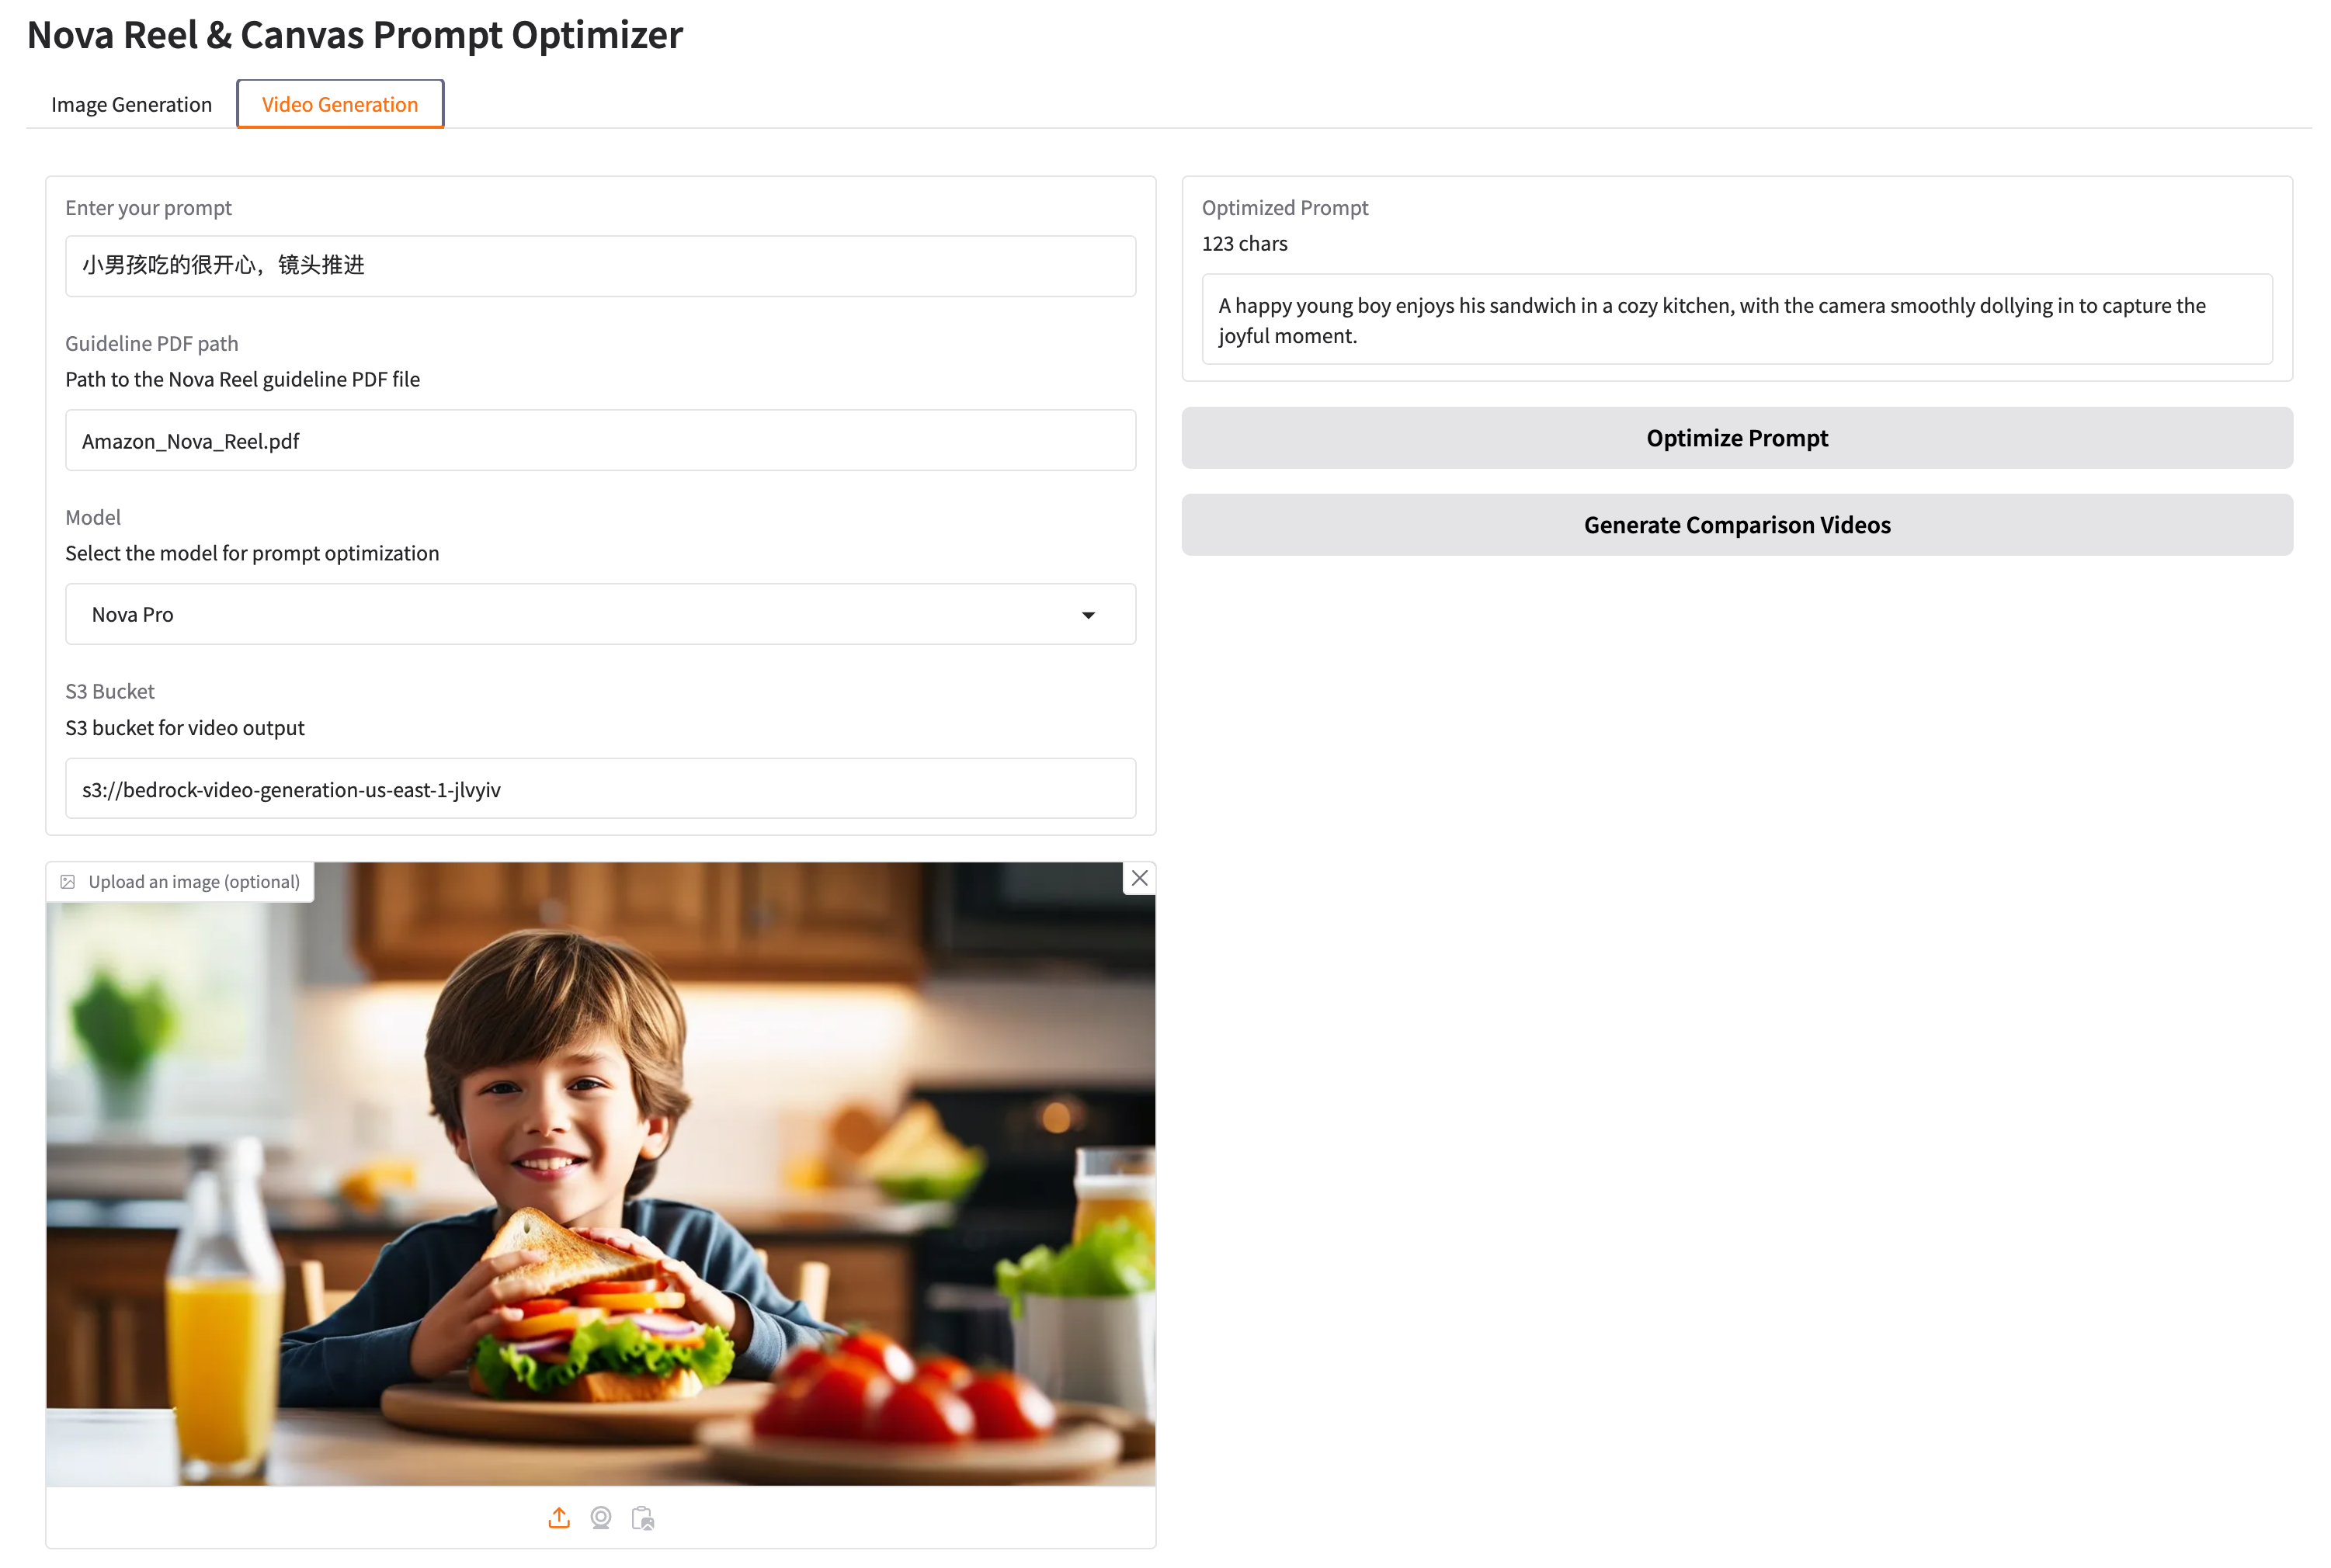 Nova Reel & Canvas Prompt Optimizer
Image Generation
Video Generation
Enter your prompt
小男孩吃的很开心，镜头推进
Guideline PDF path
Path to the Nova Reel guideline PDF file
Amazon_Nova_Reel.pdf
Model
Select the model for prompt optimization
Nova Pro
S3 Bucket
S3 bucket for video output
s3://bedrock-video-generation-us-east-1-jlvyiv
Upload an image (optional)
Optimized Prompt
123 chars
A happy young boy enjoys his sandwich in a cozy kitchen, with the camera smoothly dollying in to capture the
joyful moment.
Optimize Prompt
Generate Comparison Videos